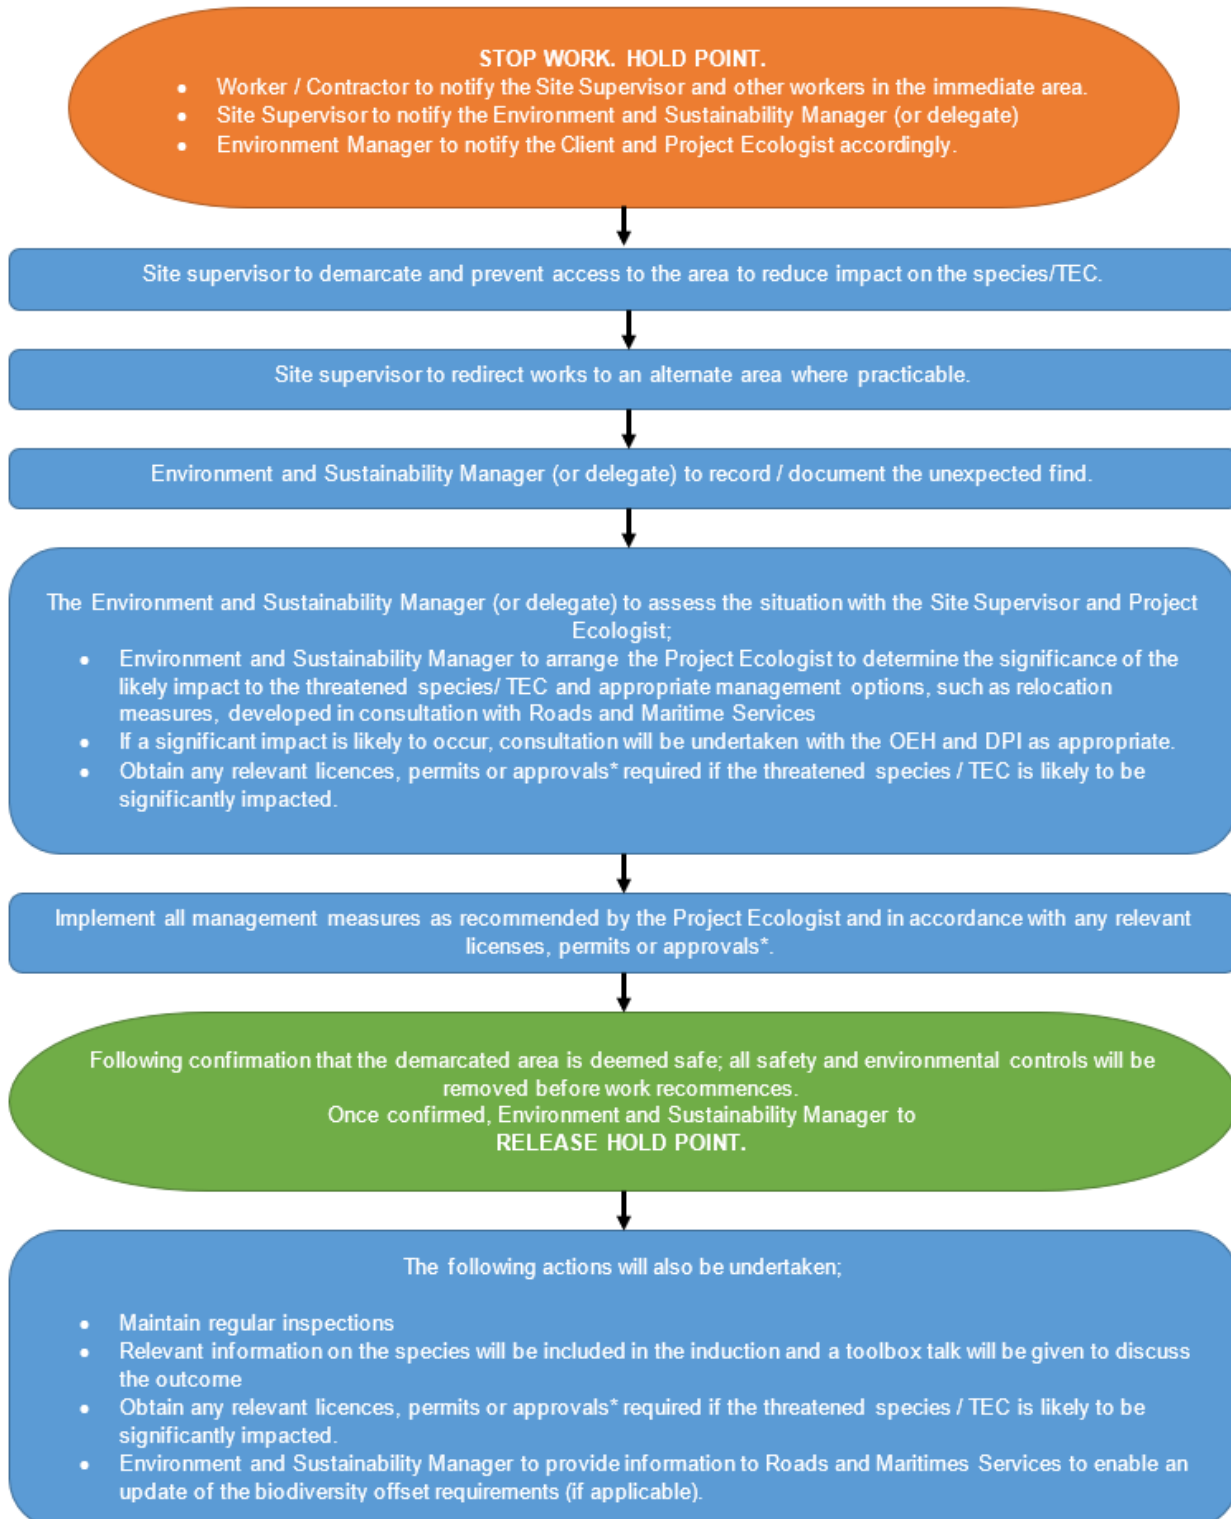 STOP WORK. HOLD POINT.
• Worker / Contractor to notify the Site Supervisor and other workers in the immediate area.
• Site Supervisor to notify the Environment and Sustainability Manager (or delegate)
• Environment Manager to notify the Client and Project Ecologist accordingly.
Site supervisor to demarcate and prevent access to the area to reduce impact on the species/TEC.
Site supervisor to redirect works to an alternate area where practicable.
Environment and Sustainability Manager (or delegate) to record / document the unexpected find.
The Environment and Sustainability Manager (or delegate) to assess the situation with the Site Supervisor and Project
Ecologist;
• Environment and Sustainability Manager to arrange the Project Ecologist to determine the significance of the
likely impact to the threatened species/ TEC and appropriate management options, such as relocation
measures, developed in consultation with Roads and Maritime Services
• If a significant impact is likely to occur, consultation will be undertaken with the OEH and DPI as appropriate.
• Obtain any relevant licences, permits or approvals* required if the threatened species / TEC is likely to be
significantly impacted.
Implement all management measures as recommended by the Project Ecologist and in accordance with any relevant
licenses, permits or approvals*.
Following confirmation that the demarcated area is deemed safe; all safety and environmental controls will be
removed before work recommences.
Once confirmed, Environment and Sustainability Manager to
RELEASE HOLD POINT.
The following actions will also be undertaken;
• Maintain regular inspections
• Relevant information on the species will be included in the induction and a toolbox talk will be given to discuss
the outcome
• Obtain any relevant licences, permits or approvals* required if the threatened species / TEC is likely to be
significantly impacted.
• Environment and Sustainability Manager to provide information to Roads and Maritimes Services to enable an
update of the biodiversity offset requirements (if applicable).